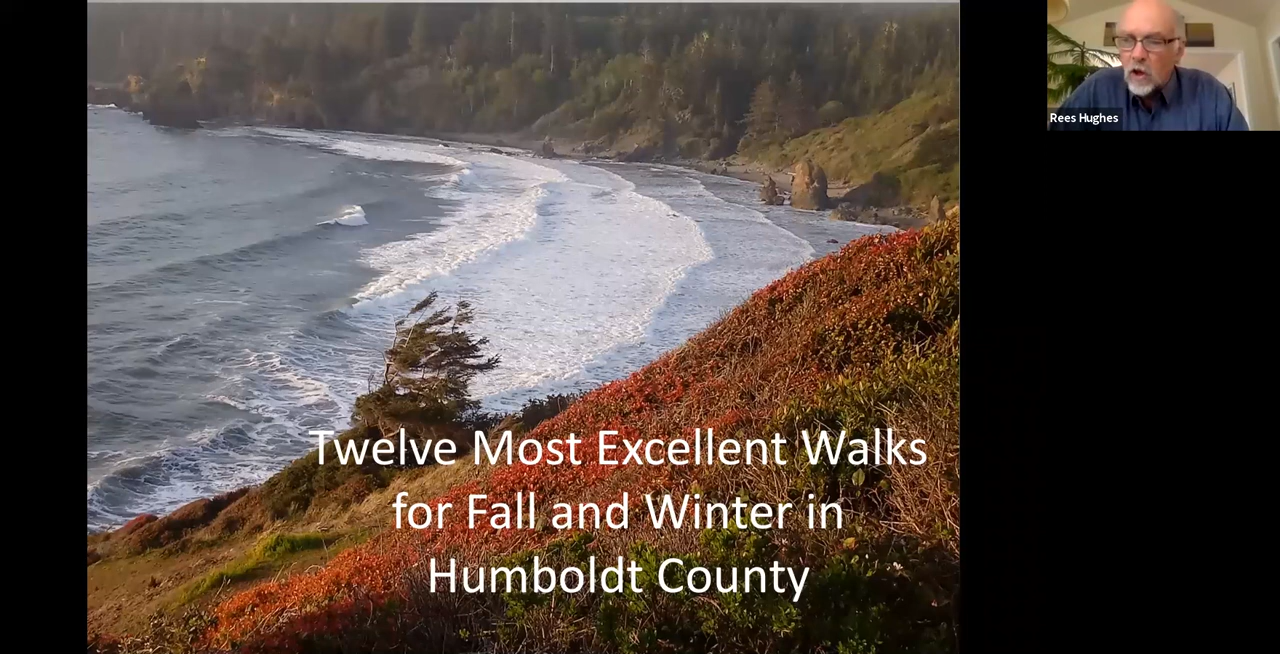 Rees Hughes
Twelve Most Excellent Walks
for Fall and Winter in
Humboldt County